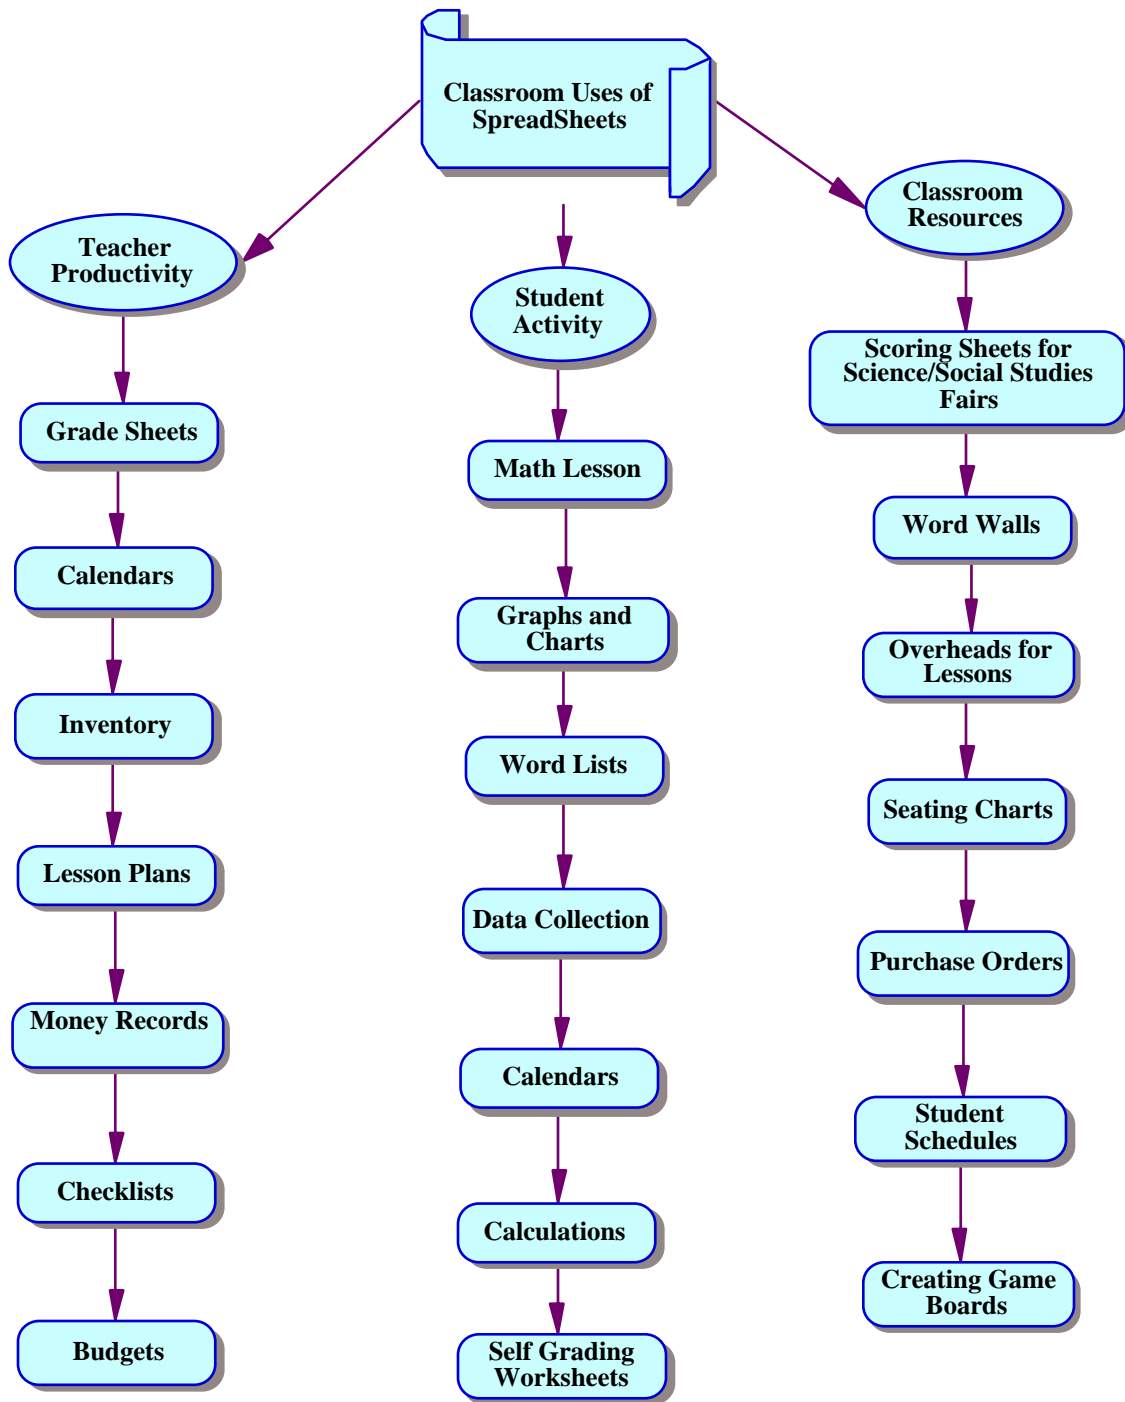 Classroom Uses of
SpreadSheets
Teacher
Productivity
Grade Sheets
Calendars
Inventory
Lesson Plans
Money Records
Checklists
Budgets
Student
Activity
Math Lesson
Graphs and
Charts
Word Lists
Data Collection
Calendars
Calculations
Self Grading
Worksheets
Classroom
Resources
Scoring Sheets for
Science/Social Studies
Fairs
Word Walls
Overheads for
Lessons
Seating Charts
Purchase Orders
Student
Schedules
Creating Game
Boards